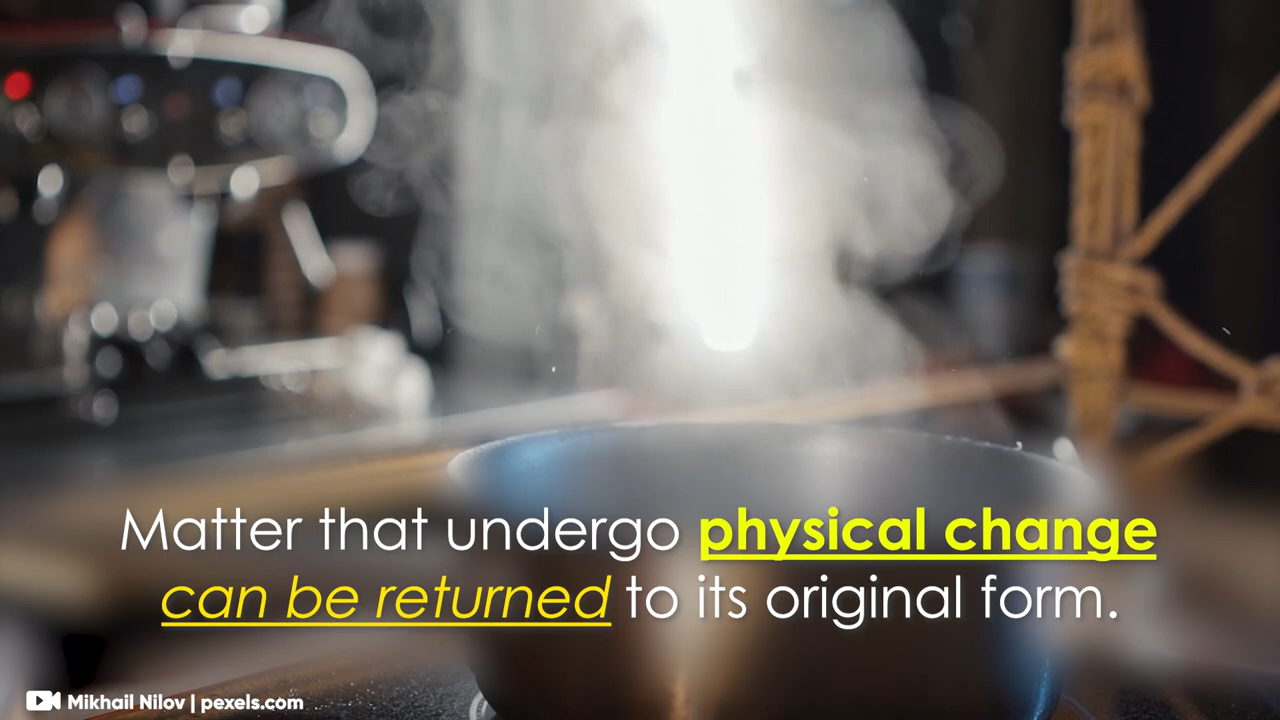 Matter that undergo physical change
can be returned to its original form.
Mikhail Nilov | pexels.com